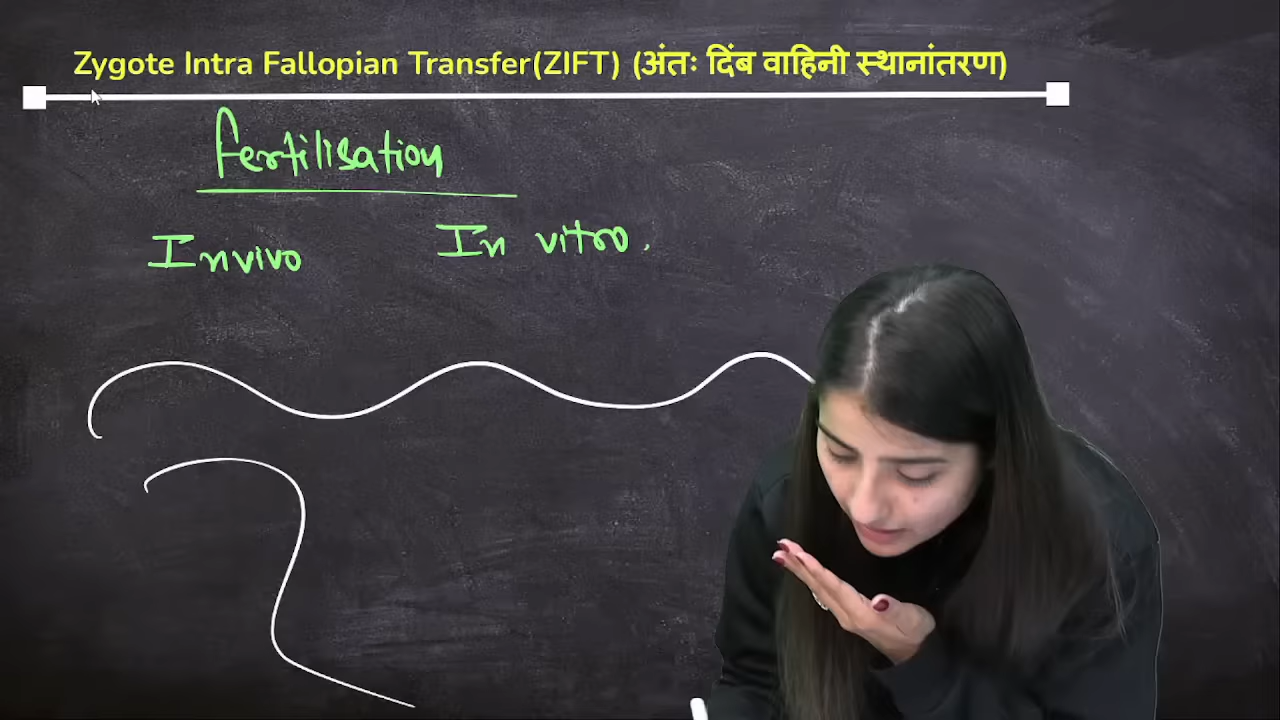 Zygote Intra Fallopian Transfer(ZIFT) (अंतः दिंब वाहिनी स्थानांतरण)
fertilisation
Invivo In vitro.